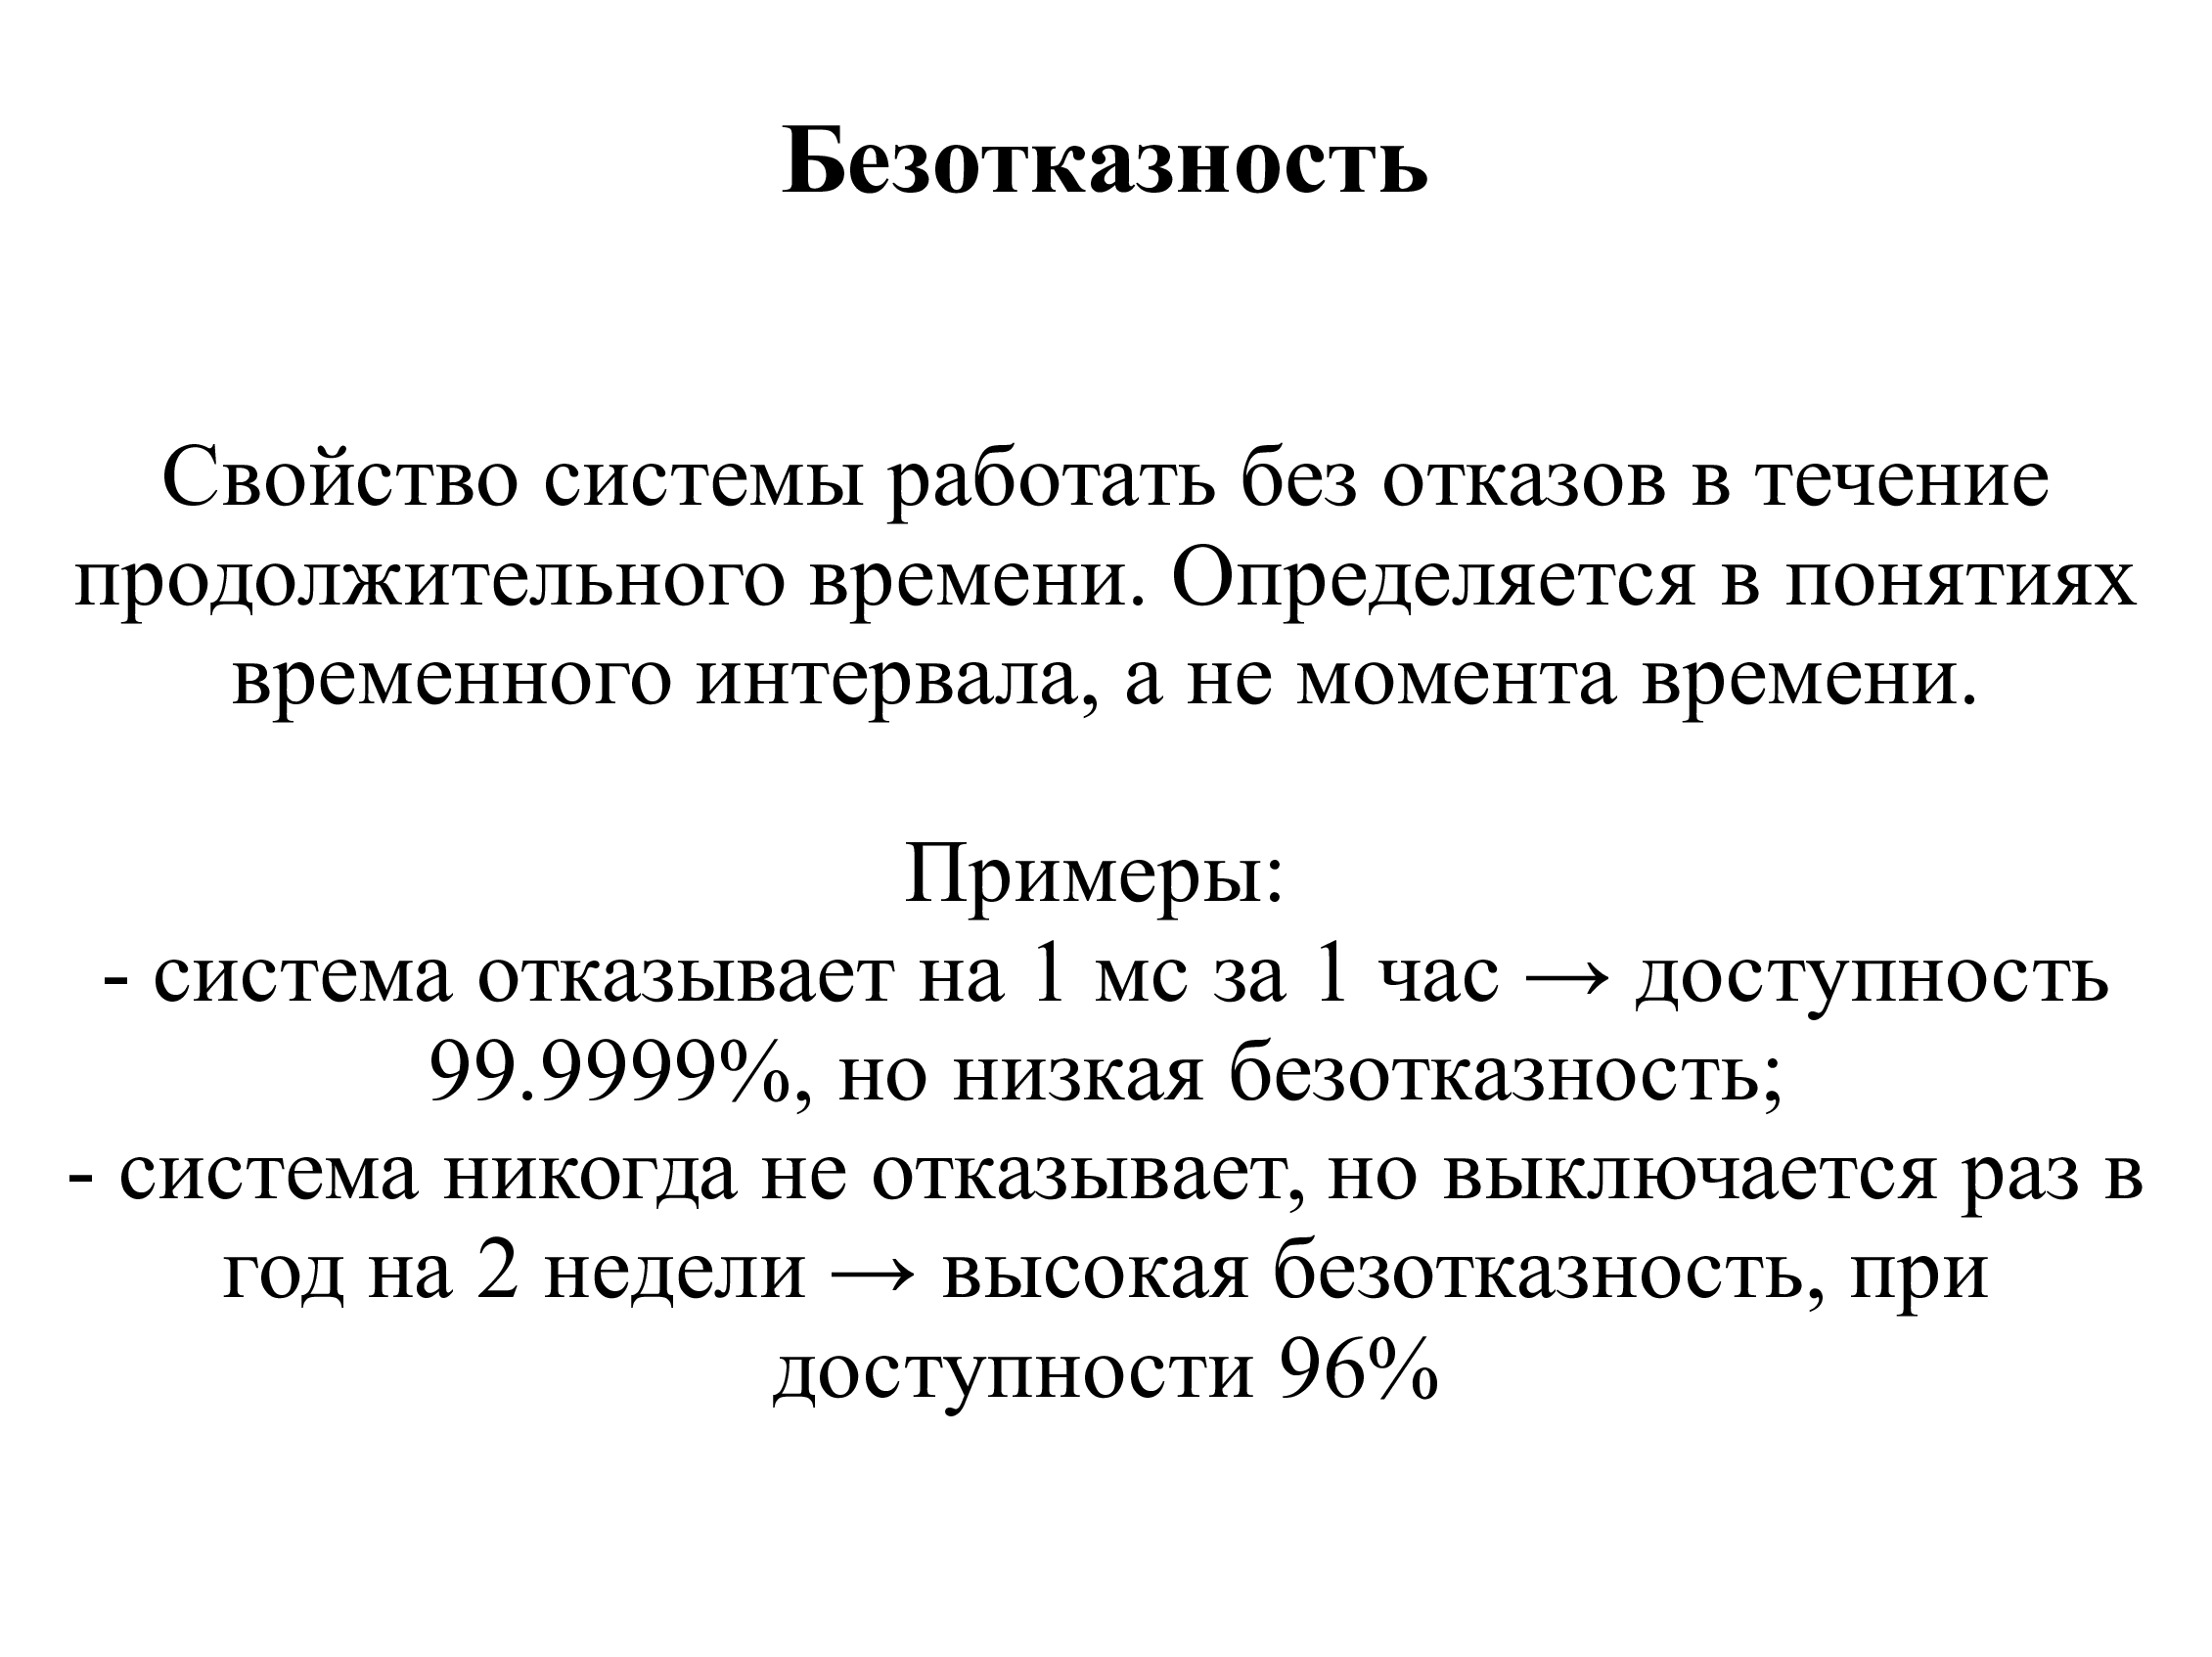 Безотказность
Свойство системы работать без отказов в течение
продолжительного времени. Определяется в понятиях
временного интервала, а не момента времени.
Примеры:
- система отказывает на 1 мс за 1 час → доступность
99.9999%, но низкая безотказность;
- система никогда не отказывает, но выключается раз в
год на 2 недели → высокая безотказность, при
доступности 96%